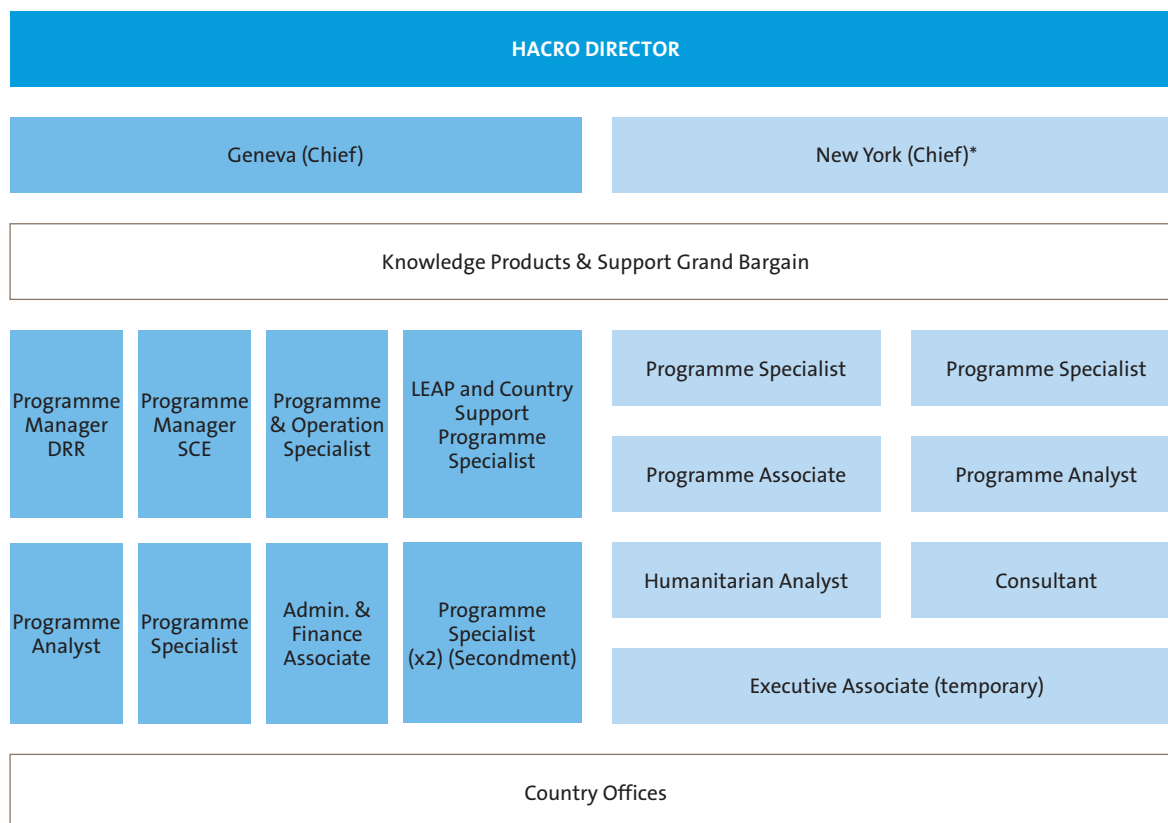 HACRO DIRECTOR
Geneva (Chief)
New York (Chief)*
Knowledge Products & Support Grand Bargain
Programme
Manager
DRR
Programme
Manager
SCE
Programme
& Operation
Specialist
LEAP and Country
Support
Programme
Specialist
Programme
Analyst
Programme
Specialist
Admin. &
Finance
Associate
Programme
Specialist
(x2) (Secondment)
Programme Specialist
Programme Specialist
Programme Associate
Programme Analyst
Humanitarian Analyst
Consultant
Executive Associate (temporary)
Country Offices